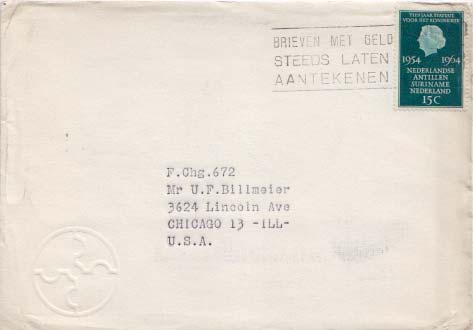 BRIEVEN MET GELD
STEEDS LATEN
AANTEKENEN
TIEN JAAR STATUUT
VOOR HET KONINKRIJK
1954 1964
NEDERLANDSE
ANTILLEN
SURINAME
NEDERLAND
15 C
F.Chg.672
Mr U.F.Billmeier
3624 Lincoln Ave
CHICAGO 13 -ILL-
U.S.A.